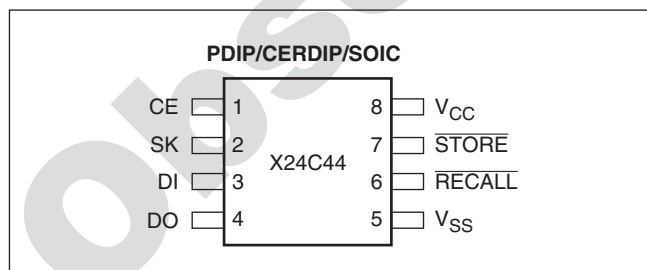 PDIP/CERDIP/SOIC
CE 1 8 VCC
SK 2 7 STORE
X24C44
DI 3 6 RECALL
DO 4 5 VSS